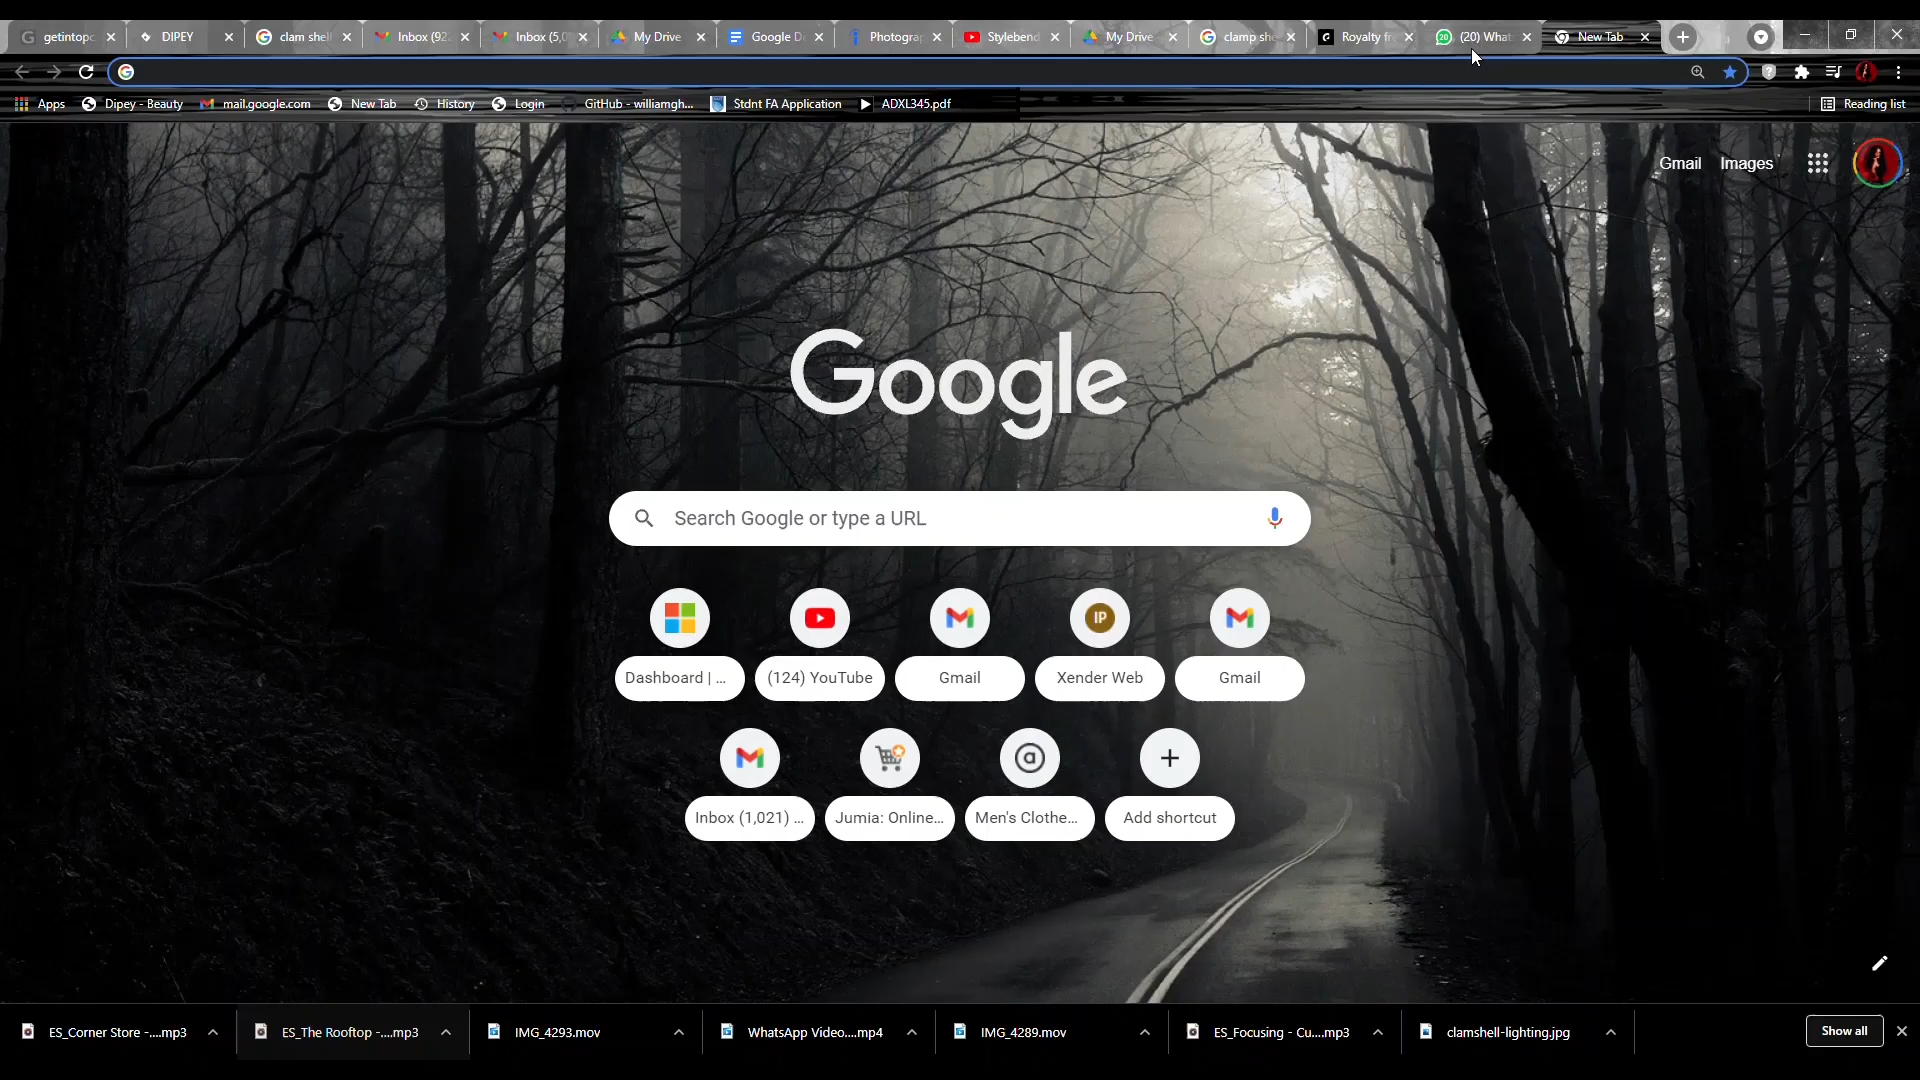 getintopc DIPEY clam shell Inbox (92 Inbox (5,0 My Drive Google D Photogra Stylebend My Drive clamp she Royalty fr (20) What New Tab
Apps Dipey - Beauty mail.google.com New Tab History Login GitHub - williamgh... Stdnt FA Application ADXL345.pdf Reading list
Gmail Images
Google
Search Google or type a URL
IP
Dashboard | ... (124) YouTube Gmail Xender Web Gmail
Inbox (1,021) ... Jumia: Online... Men's Clothe... Add shortcut
ES_Corner Store -....mp3 ES_The Rooftop -....mp3 IMG_4293.mov WhatsApp Video....mp4 IMG_4289.mov ES_Focusing - Cu....mp3 clamshell-lighting.jpg Show all